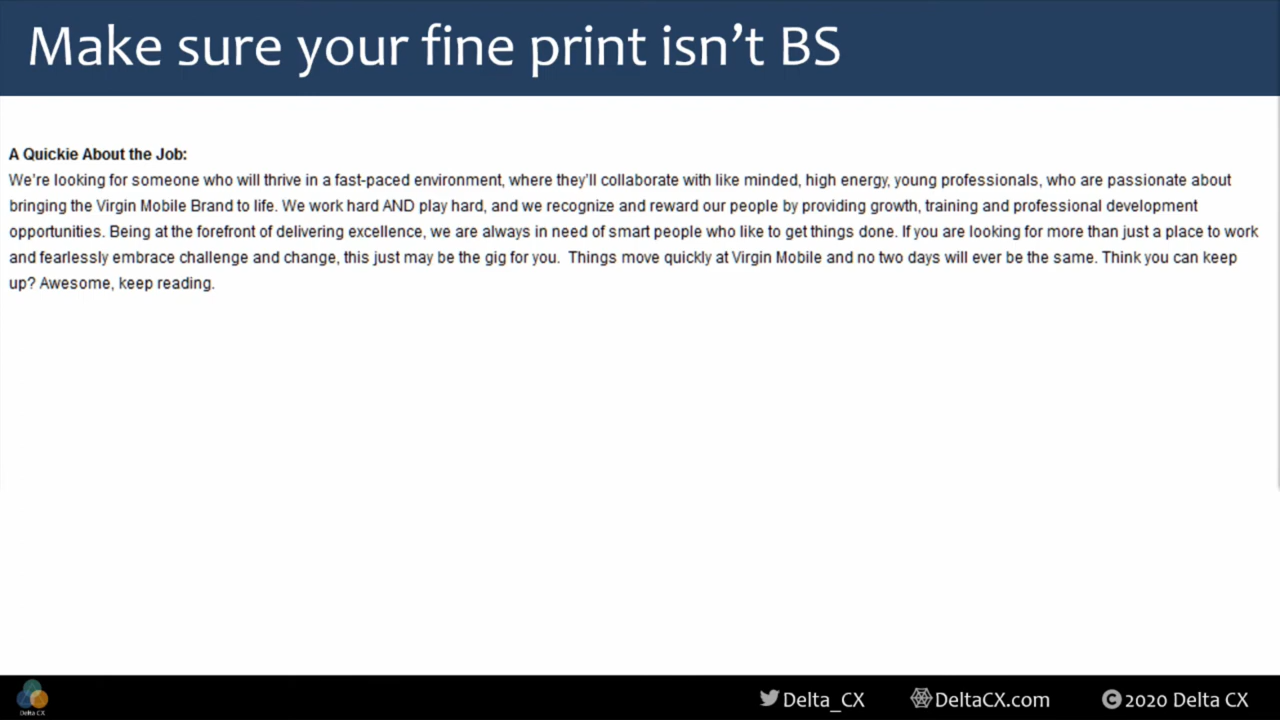 Make sure your fine print isn't BS
A Quickie About the Job:
We're looking for someone who will thrive in a fast-paced environment, where they'll collaborate with like minded, high energy, young professionals, who are passionate about
bringing the Virgin Mobile Brand to life. We work hard AND play hard, and we recognize and reward our people by providing growth, training and professional development
opportunities. Being at the forefront of delivering excellence, we are always in need of smart people who like to get things done. If you are looking for more than just a place to work
and fearlessly embrace challenge and change, this just may be the gig for you.  Things move quickly at Virgin Mobile and no two days will ever be the same. Think you can keep
up? Awesome, keep reading.
Delta CX
Delta_CX
DeltaCX.com
©2020 Delta CX